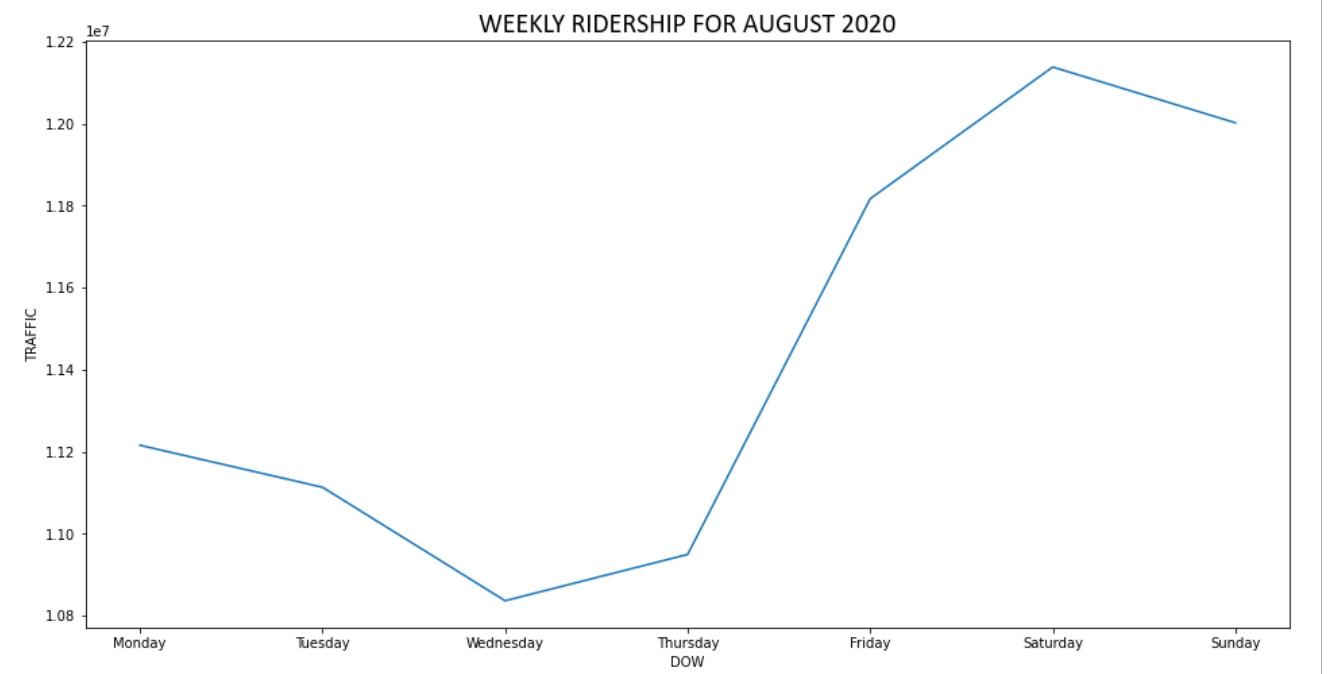 WEEKLY RIDERSHIP FOR AUGUST 2020
1e7
1.22
1.20
1.18
1.16
1.14
1.12
1.10
1.08
TRAFFIC
Monday Tuesday Wednesday Thursday Friday Saturday Sunday
DOW